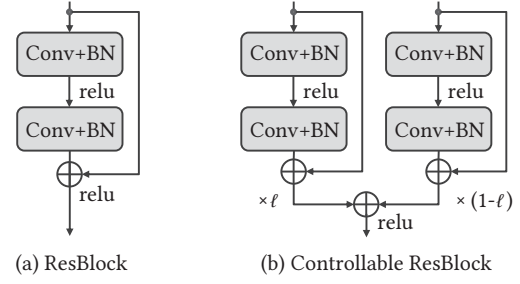 Conv+BN
relu
Conv+BN
relu
(a) ResBlock
Conv+BN
Conv+BN
relu
relu
Conv+BN
Conv+BN
×ℓ
× (1-ℓ)
relu
(b) Controllable ResBlock